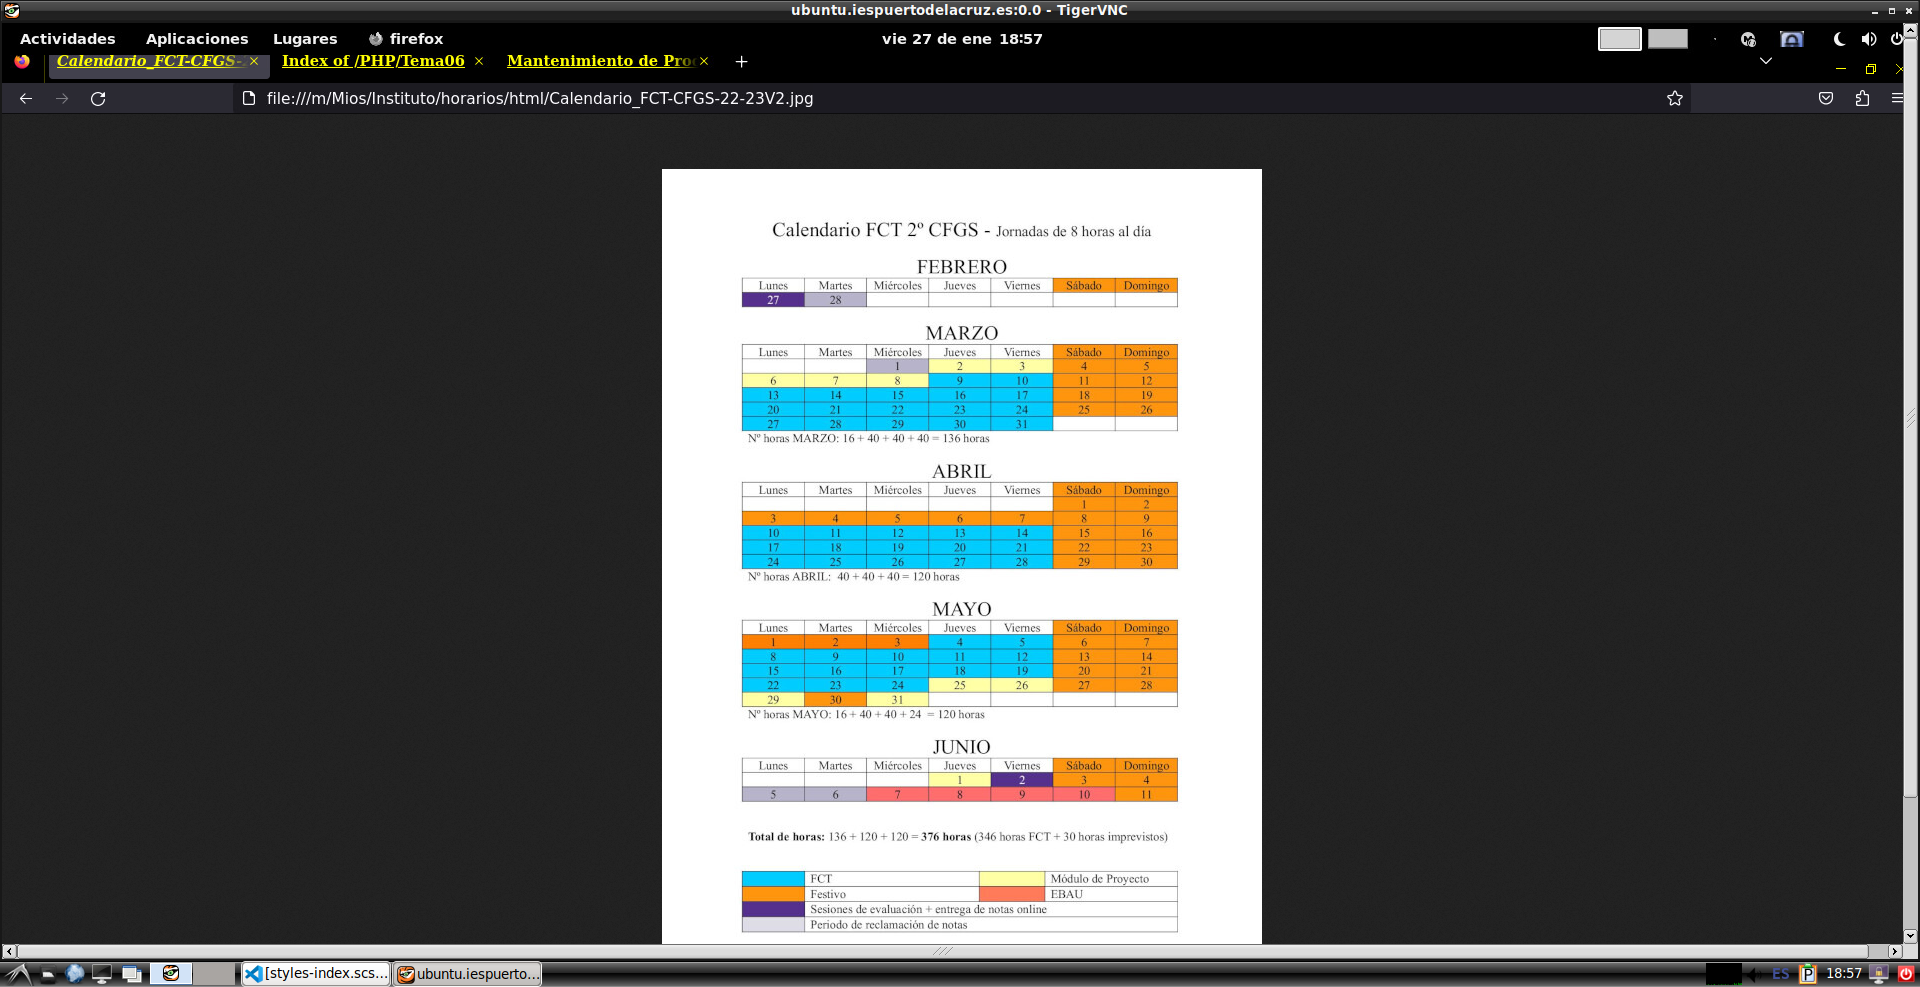 ubuntu.iespuertodelacruz.es:0.0 - TigerVNC
Actividades Aplicaciones Lugares firefox vie 27 de ene 18:57
Calendario_FCT-CFGS- × Index of /PHP/Tema06 × Mantenimiento de Pro × +
file:///m/Mios/Instituto/horarios/html/Calendario_FCT-CFGS-22-23V2.jpg
Calendario FCT 2º CFGS - Jornadas de 8 horas al día
FEBRERO
Lunes Martes Miércoles Jueves Viernes Sábado Domingo
27 28
MARZO
Lunes Martes Miércoles Jueves Viernes Sábado Domingo
1 2 3 4 5
6 7 8 9 10 11 12
13 14 15 16 17 18 19
20 21 22 23 24 25 26
27 28 29 30 31
Nº horas MARZO: 16 + 40 + 40 + 40 = 136 horas
ABRIL
Lunes Martes Miércoles Jueves Viernes Sábado Domingo
1 2
3 4 5 6 7 8 9
10 11 12 13 14 15 16
17 18 19 20 21 22 23
24 25 26 27 28 29 30
Nº horas ABRIL: 40 + 40 + 40 = 120 horas
MAYO
Lunes Martes Miércoles Jueves Viernes Sábado Domingo
1 2 3 4 5 6 7
8 9 10 11 12 13 14
15 16 17 18 19 20 21
22 23 24 25 26 27 28
29 30 31
Nº horas MAYO: 16 + 40 + 40 + 24 = 120 horas
JUNIO
Lunes Martes Miércoles Jueves Viernes Sábado Domingo
1 2 3 4
5 6 7 8 9 10 11
Total de horas: 136 + 120 + 120 = 376 horas (346 horas FCT + 30 horas imprevistos)
FCT Módulo de Proyecto
Festivo EBAU
Sesiones de evaluación + entrega de notas online
Periodo de reclamación de notas
[styles-index.scs... ubuntu.iespuerto... ES P 18:57